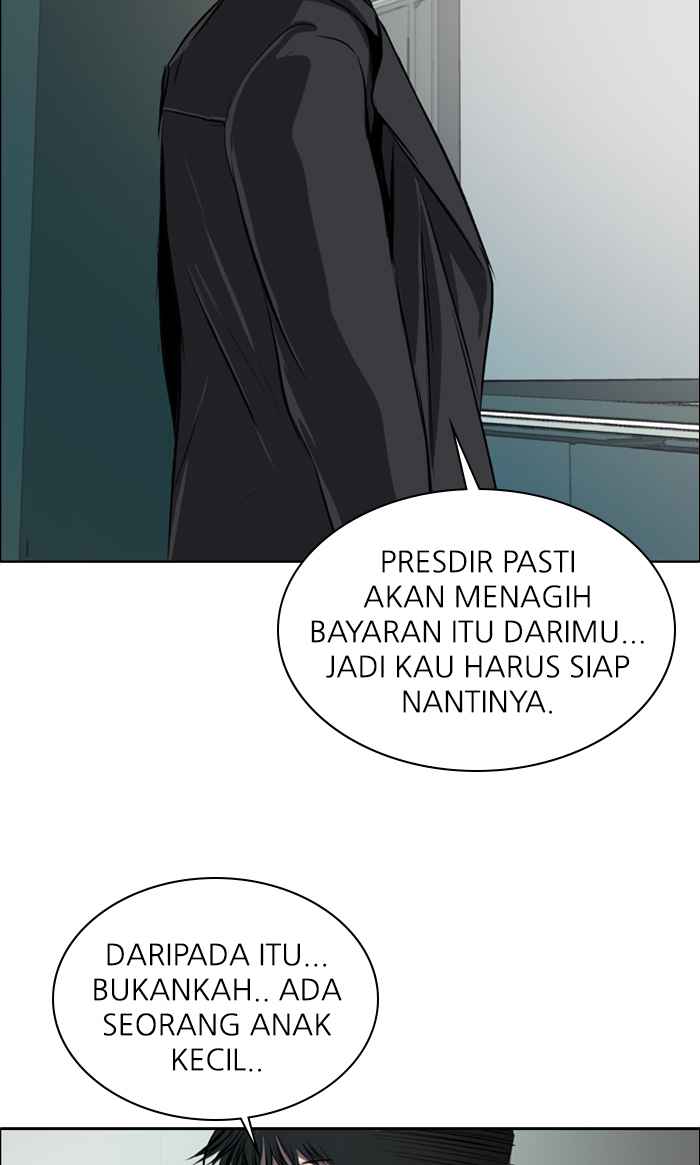 PRESDIR PASTI
AKAN MENAGIH
BAYARAN ITU DARIMU...
JADI KAU HARUS SIAP
NANTINYA.
DARIPADA ITU...
BUKANKAH.. ADA
SEORANG ANAK
KECIL..